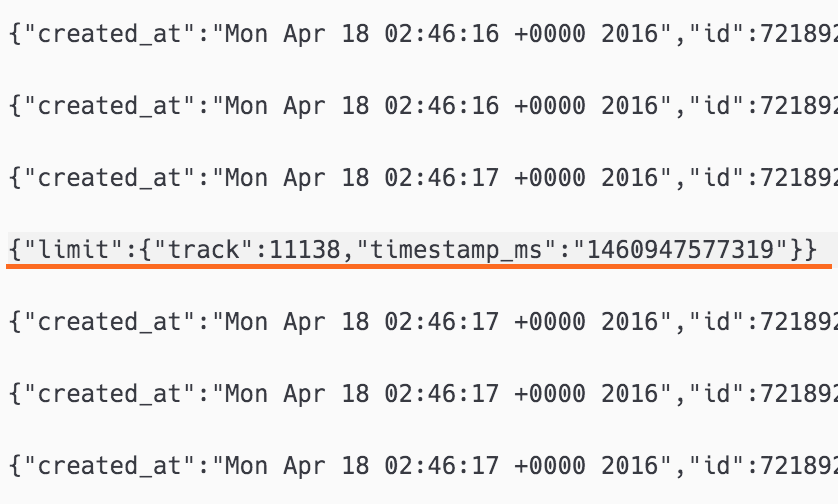 {"created_at":"Mon Apr 18 02:46:16 +0000 2016","id":721892
{"created_at":"Mon Apr 18 02:46:16 +0000 2016","id":721892
{"created_at":"Mon Apr 18 02:46:17 +0000 2016","id":721892
{"limit":{"track":11138,"timestamp_ms":"1460947577319"}}
{"created_at":"Mon Apr 18 02:46:17 +0000 2016","id":721892
{"created_at":"Mon Apr 18 02:46:17 +0000 2016","id":721892
{"created_at":"Mon Apr 18 02:46:17 +0000 2016","id":721892